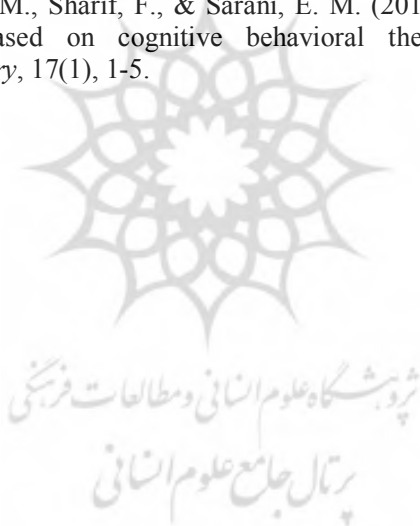 M., Sharif, F., & Sarani, E. M. (201
ased on cognitive behavioral the
ry, 17(1), 1-5.
پژوهشگاه علوم انسانی و مطالعات فرهنگی
پرتال جامع علوم انسانی